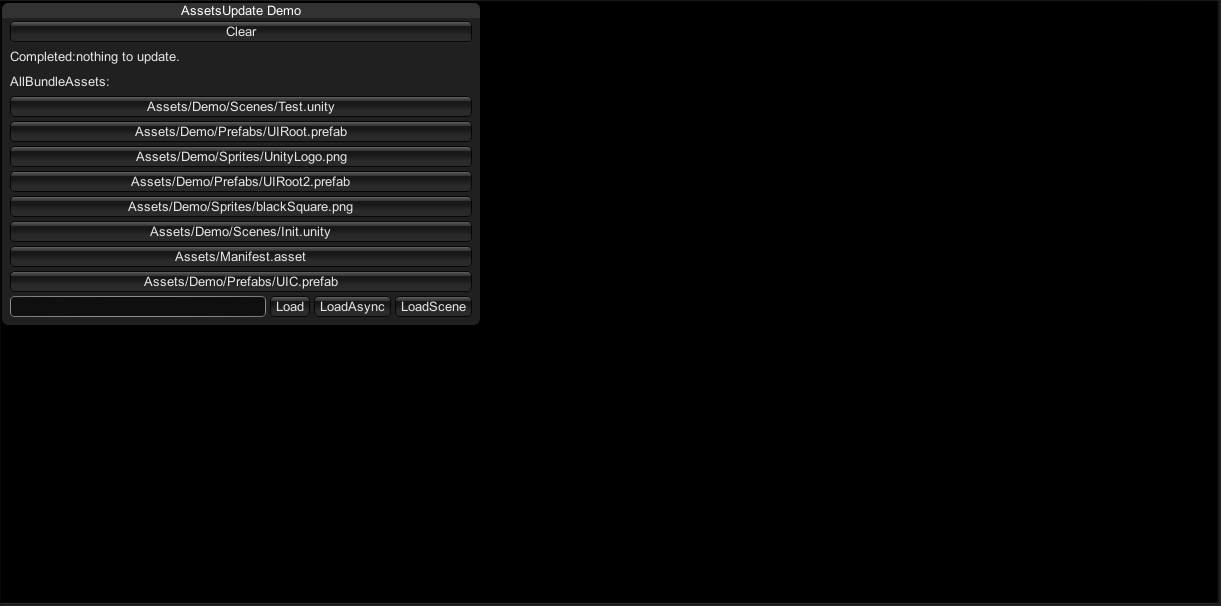 AssetsUpdate Demo
Clear
Completed:nothing to update.
AllBundleAssets:
Assets/Demo/Scenes/Test.unity
Assets/Demo/Prefabs/UIRoot.prefab
Assets/Demo/Sprites/UnityLogo.png
Assets/Demo/Prefabs/UIRoot2.prefab
Assets/Demo/Sprites/blackSquare.png
Assets/Demo/Scenes/Init.unity
Assets/Manifest.asset
Assets/Demo/Prefabs/UIC.prefab
Load LoadAsync LoadScene